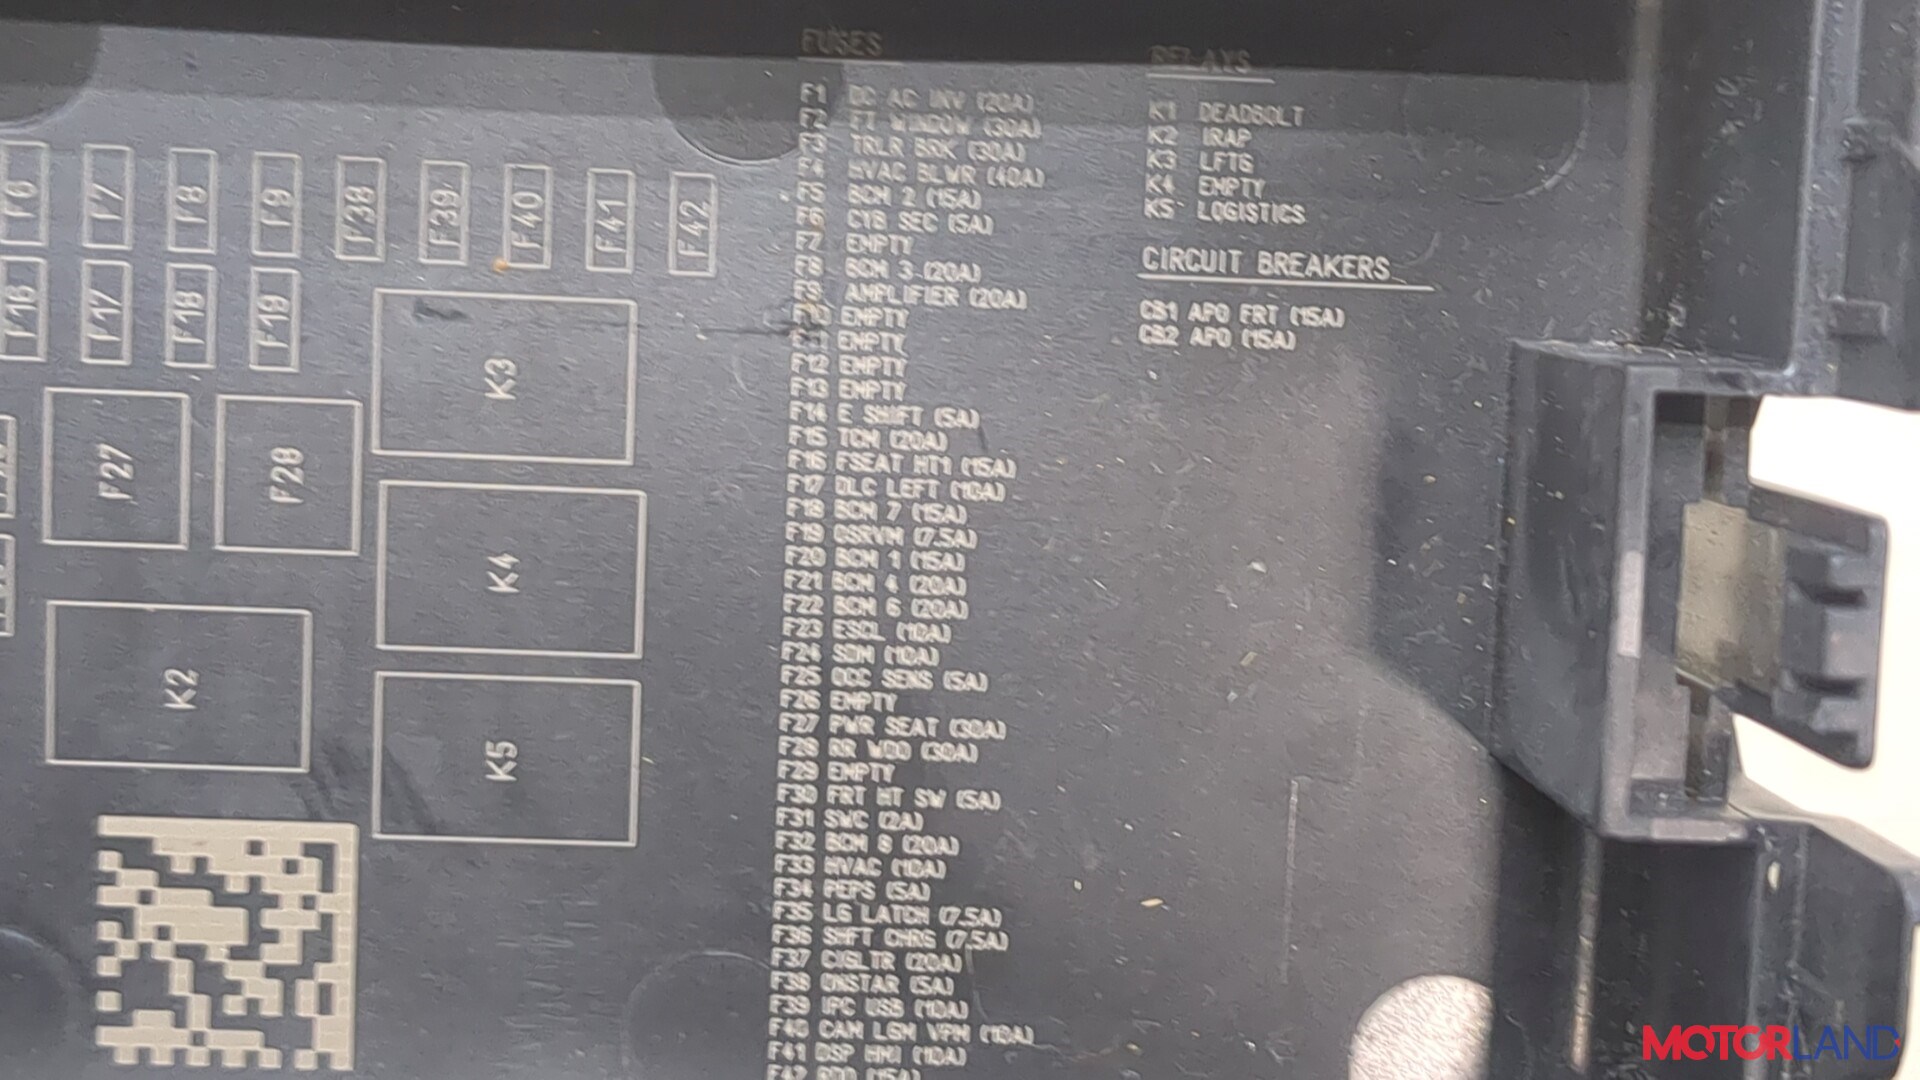 FUSES
F1 DC AC INV (20A)
F2 FT WINDOW (30A)
F3 TRLR BRK (30A)
F4 HVAC BLWR (40A)
F5 BCM 2 (15A)
F6 CTB SEC (5A)
F7 EMPTY
F8 BCM 3 (20A)
F9 AMPLIFIER (20A)
F10 EMPTY
F11 EMPTY
F12 EMPTY
F13 EMPTY
F14 E SHIFT (5A)
F15 TCM (20A)
F16 FSEAT HT1 (15A)
F17 DLC LEFT (10A)
F18 BCM 7 (15A)
F19 OSRVM (7.5A)
F20 BCM 1 (15A)
F21 BCM 4 (20A)
F22 BCM 6 (20A)
F23 ESCL (10A)
F24 SDM (10A)
F25 OCC SENS (5A)
F26 EMPTY
F27 PWR SEAT (30A)
F28 RR WDO (30A)
F29 EMPTY
F30 FRT HT SW (5A)
F31 SWC (2A)
F32 BCM 8 (20A)
F33 HVAC (10A)
F34 PEPS (5A)
F35 LG LATCH (7.5A)
F36 SHFT CHRG (7.5A)
F37 CIGLTR (20A)
F38 ONSTAR (5A)
F39 IPC USB (10A)
F40 CAM LGM VPM (10A)
F41 DSP HMI (10A)
F42 RDO (15A)
RELAYS
K1 DEADBOLT
K2 IRAP
K3 LFTG
K4 EMPTY
K5 LOGISTICS
CIRCUIT BREAKERS
CB1 APO FRT (15A)
CB2 APO (15A)
F6 F7 F8 F9 F38 F39 F40 F41 F42
F16 F17 F18 F19
F27 F28
K3
K4
K2
K5
MOTORLAND